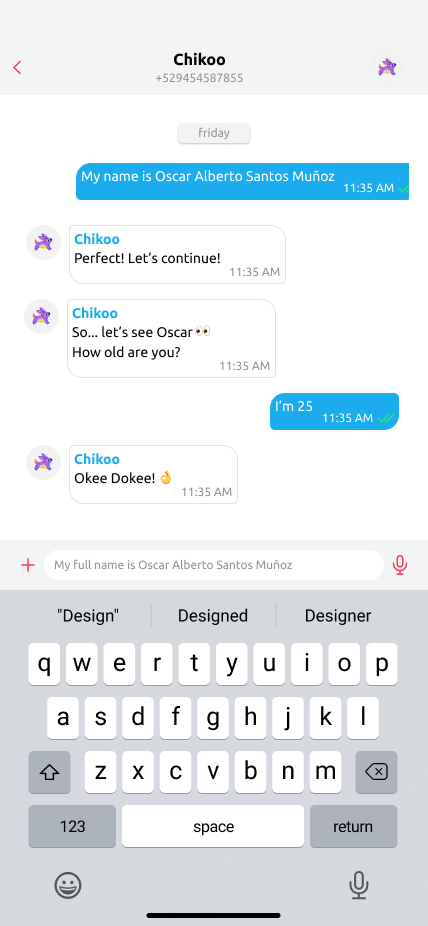 Chikoo
+529454587855
friday
My name is Oscar Alberto Santos Muñoz
11:35 AM
Chikoo
Perfect! Let's continue!
11:35 AM
Chikoo
So... let's see Oscar 👀
How old are you?
11:35 AM
I'm 25
11:35 AM
Chikoo
Okee Dokee! 👌
11:35 AM
My full name is Oscar Alberto Santos Muñoz
"Design" Designed Designer
q w e r t y u i o p
a s d f g h j k l
z x c v b n m
123 space return